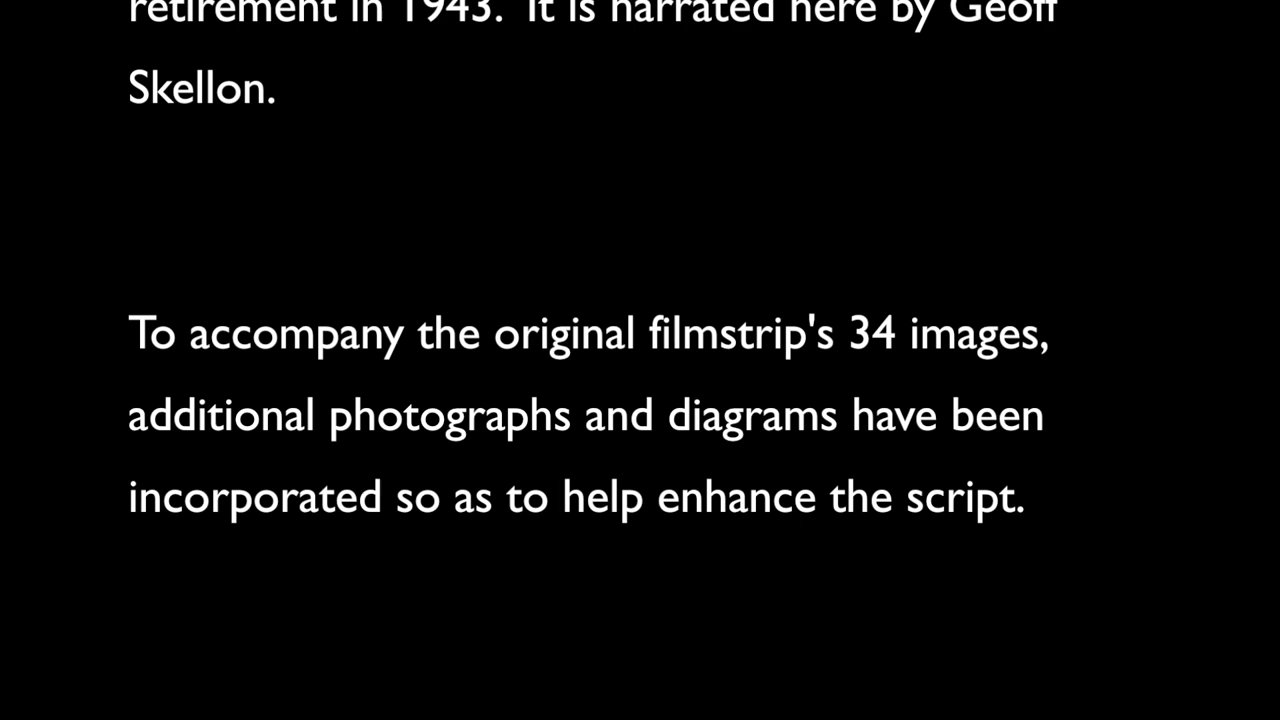 retirement in 1943.  It is narrated here by Geoff
Skellon.
To accompany the original filmstrip's 34 images,
additional photographs and diagrams have been
incorporated so as to help enhance the script.